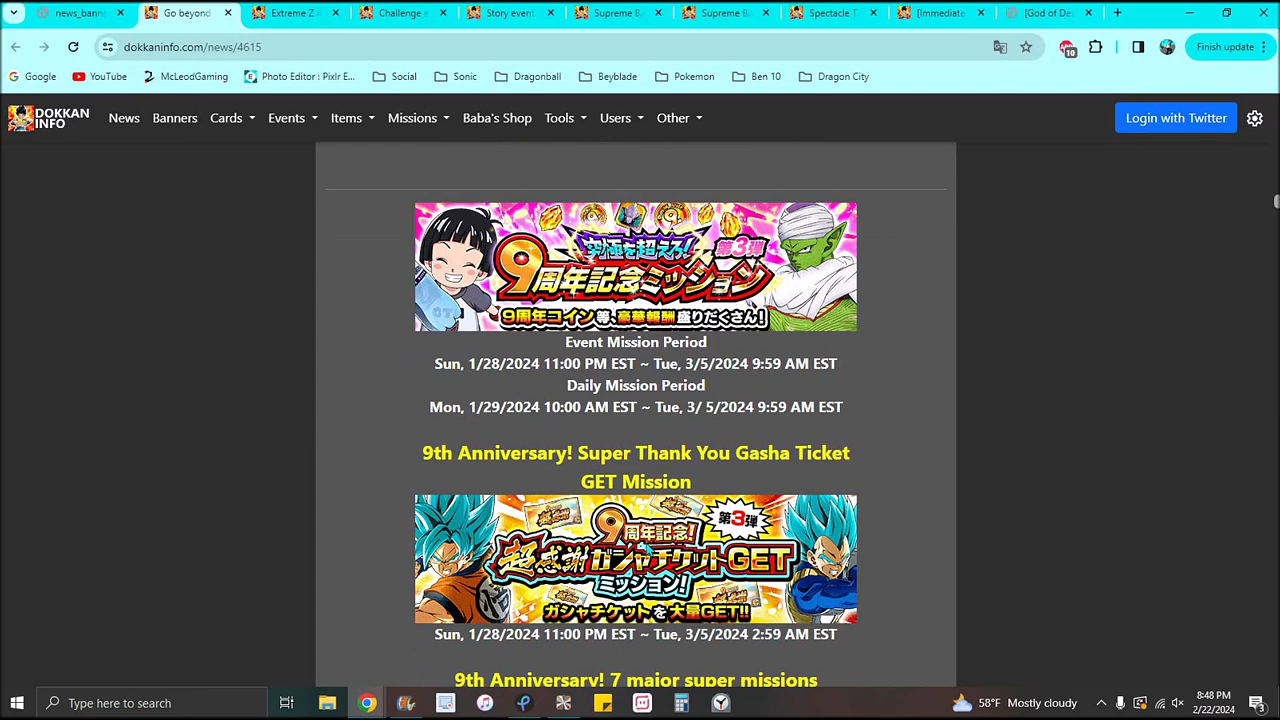 news_bann
Go beyond
Extreme Z A
Challenge a
Story event
Supreme B
Supreme B
Spectacle T
[Immediate
[God of De
dokkaninfo.com/news/4615
10
Finish update
Google
YouTube
McLeodGaming
Photo Editor : Pixlr E...
Social
Sonic
Dragonball
Beyblade
Pokemon
Ben 10
Dragon City
DOKKAN
INFO
News
Banners
Cards
Events
Items
Missions
Baba's Shop
Tools
Users
Other
Login with Twitter
究極を超えろ!
第3弾
9周年記念ミッション
9周年コイン等、豪華報酬盛りだくさん!
Event Mission Period
Sun, 1/28/2024 11:00 PM EST ~ Tue, 3/5/2024 9:59 AM EST
Daily Mission Period
Mon, 1/29/2024 10:00 AM EST ~ Tue, 3/ 5/2024 9:59 AM EST
9th Anniversary! Super Thank You Gasha Ticket
GET Mission
9周年記念!
第3弾
超感謝ガシャチケットGET
ミッション!
ガシャチケットを大量GET!!
Sun, 1/28/2024 11:00 PM EST ~ Tue, 3/5/2024 2:59 AM EST
9th Anniversary! 7 major super missions
Type here to search
58°F Mostly cloudy
8:48 PM
2/22/2024
3